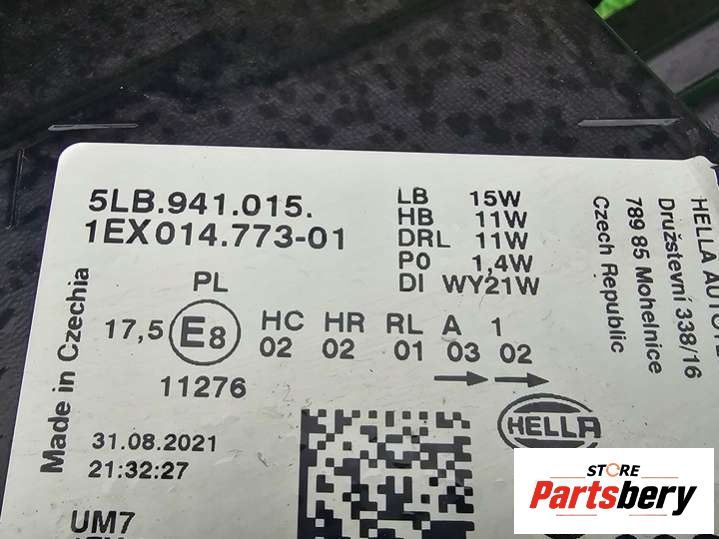 5LB.941.015.
1EX014.773-01
LB 15W
HB 11W
DRL 11W
PO 1,4W
DI WY21W
HELLA
Družstevní 338/16
789 85 Mohelnice
Czech Republic
Made in Czechia
PL
17,5 E8 HC HR RL A 1
02 02 01 03 02
11276
31.08.2021
21:32:27
HELLA
UM7
STORE
Partsbery